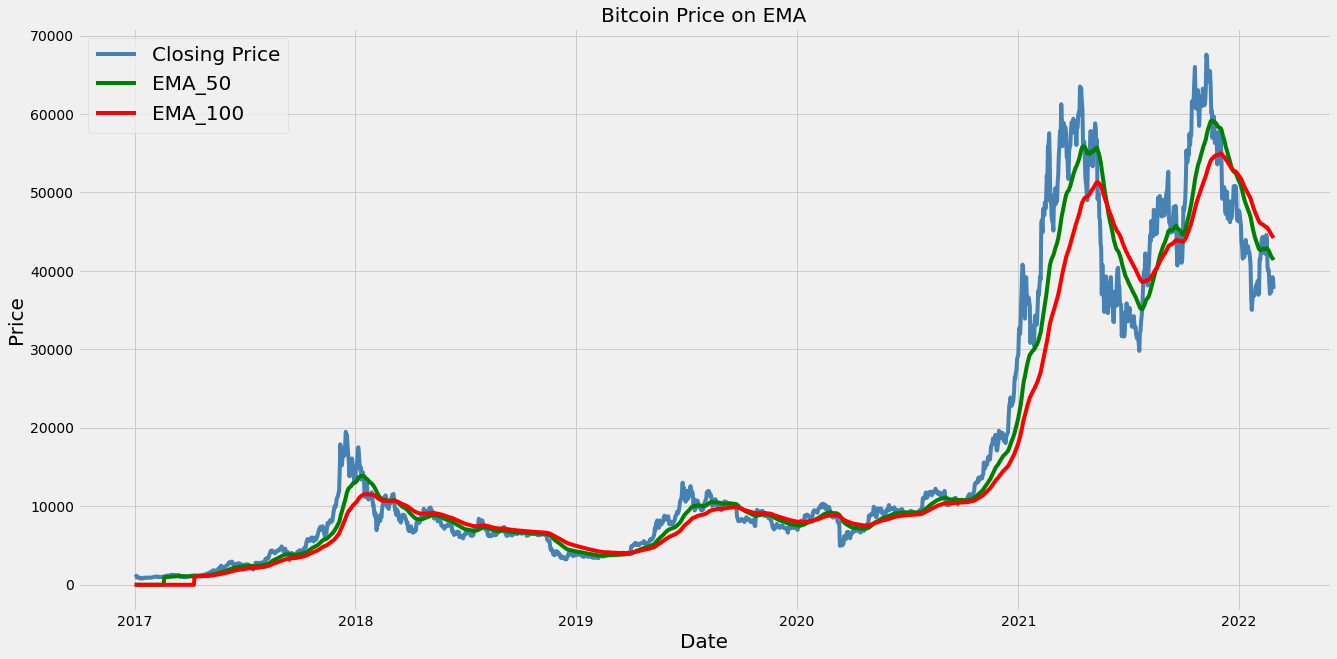 Bitcoin Price on EMA
Closing Price
EMA_50
EMA_100
Price
70000
60000
50000
40000
30000
20000
10000
0
2017 2018 2019 2020 2021 2022
Date